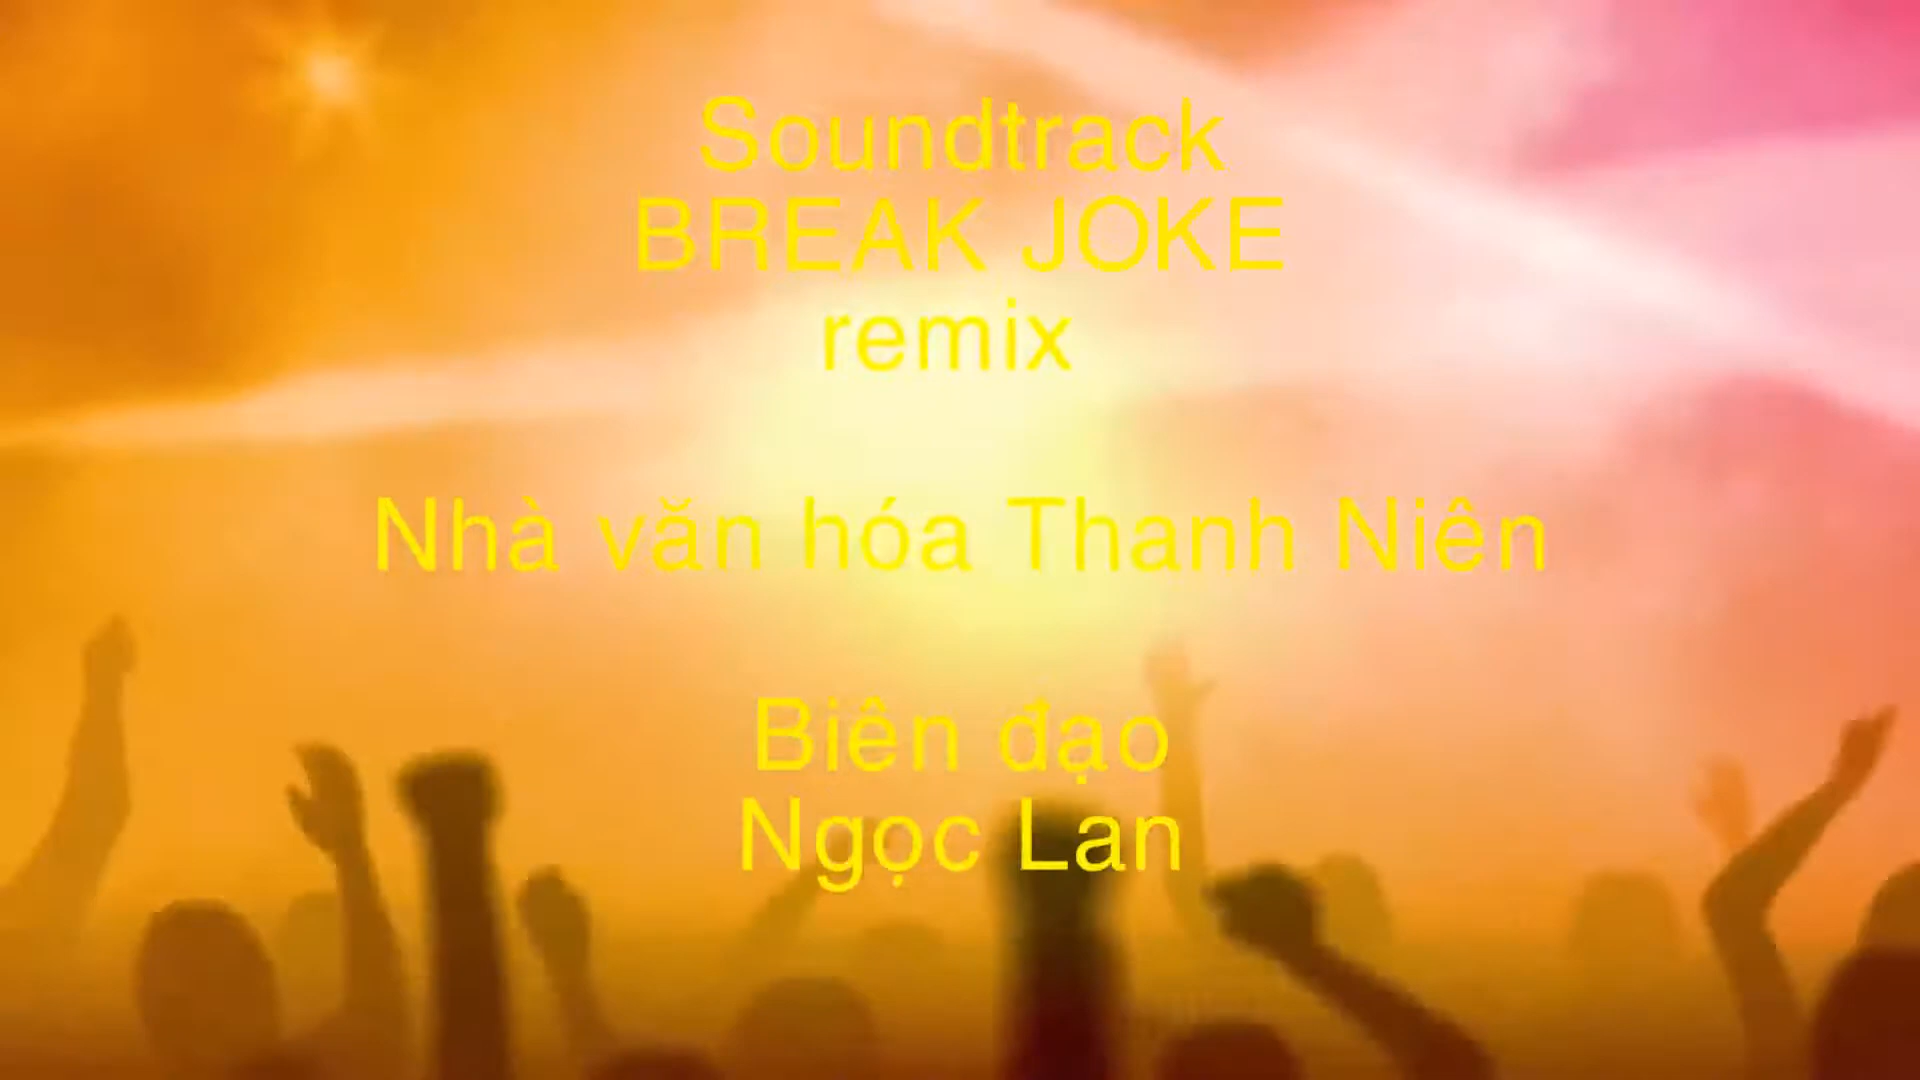 Soundtrack
BREAK JOKE
remix
Nhà văn hóa Thanh Niên
Biên đạo
Ngọc Lan